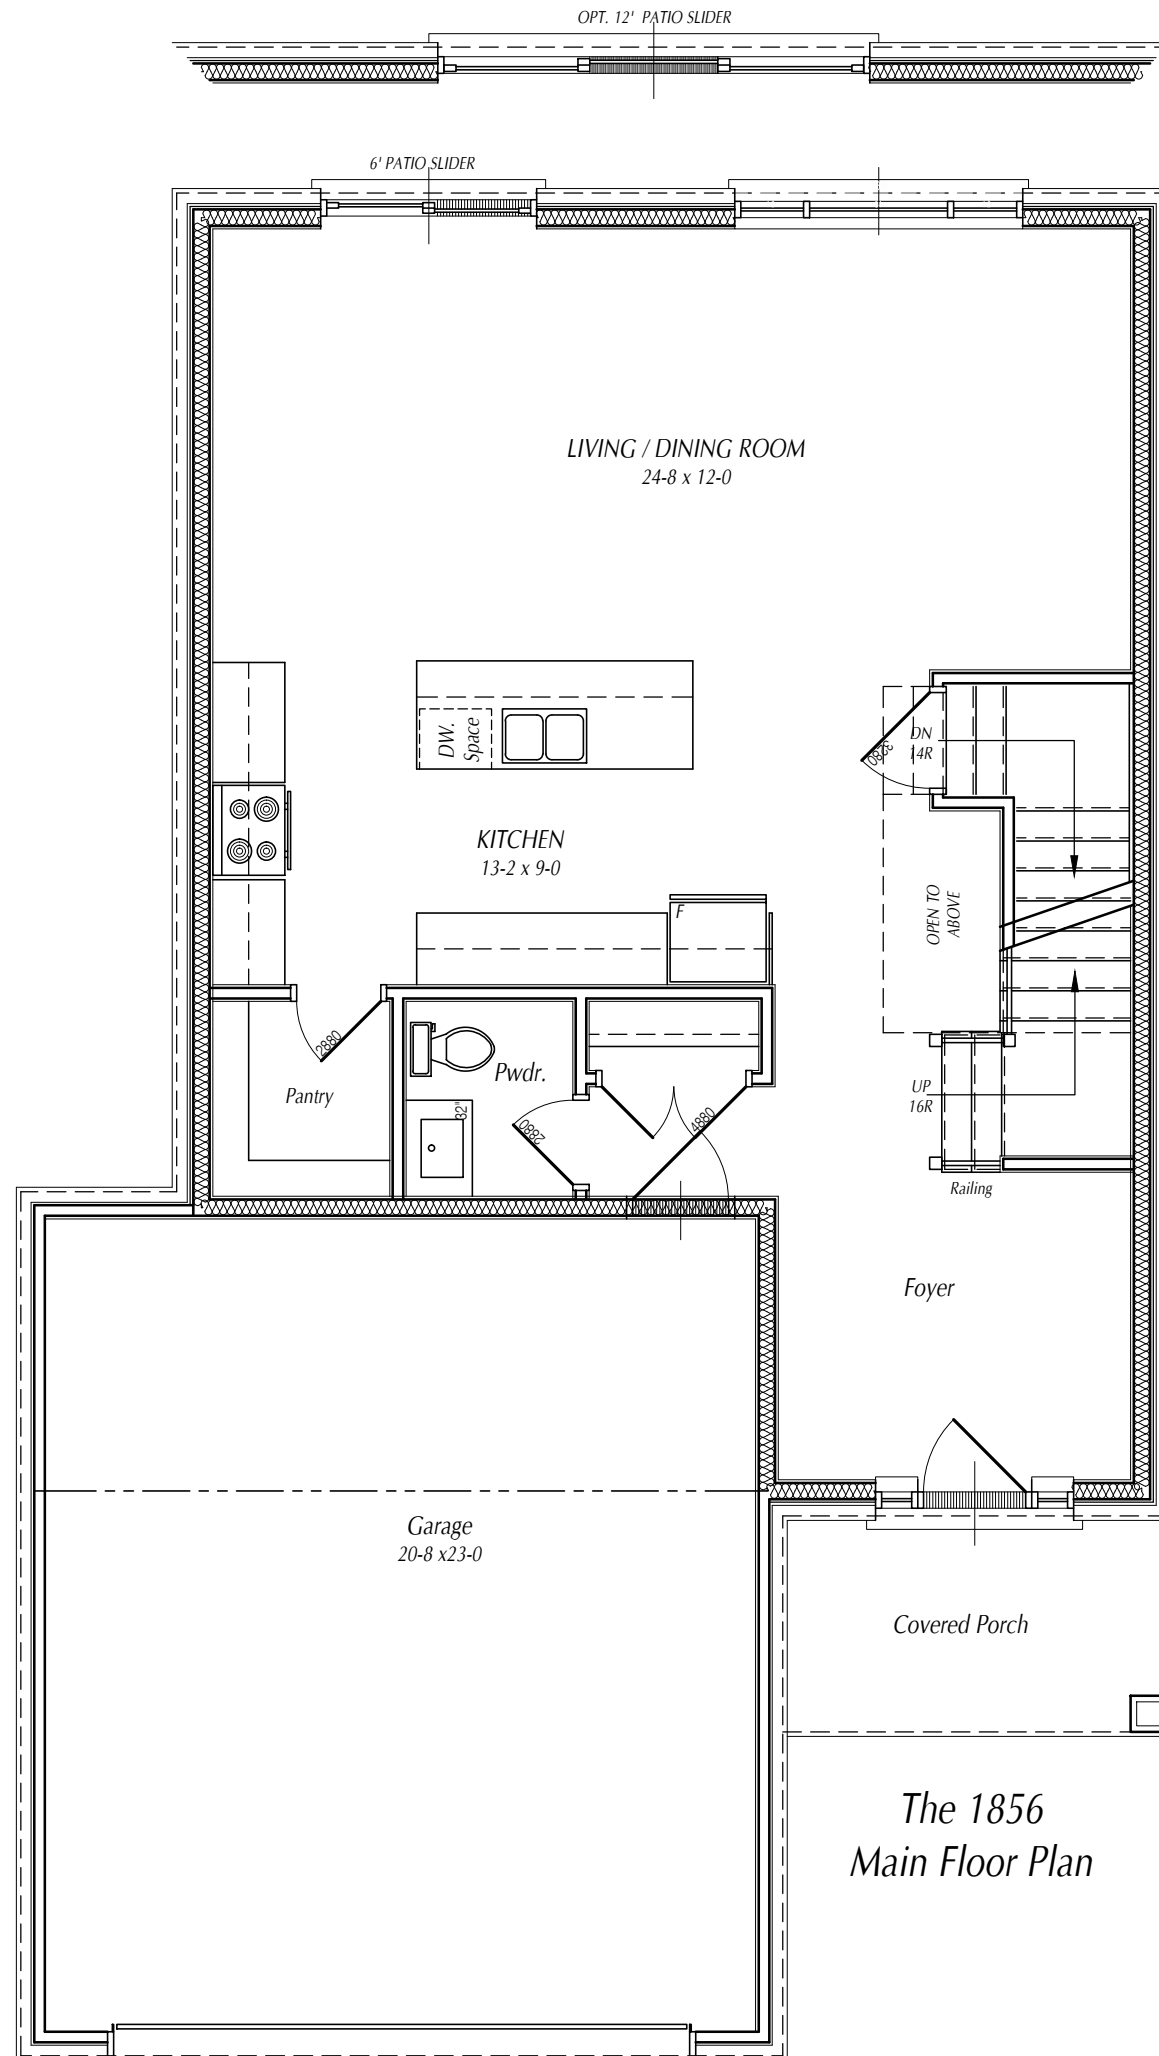 OPT. 12' PATIO SLIDER
6' PATIO SLIDER
LIVING / DINING ROOM
24-8 x 12-0
DW.
Space
DN
14R
3280
KITCHEN
13-2 x 9-0
F
OPEN TO
ABOVE
2880
Pantry
Pwdr.
32"
2880
4880
UP
16R
Railing
Foyer
Garage
20-8 x23-0
Covered Porch
The 1856
Main Floor Plan